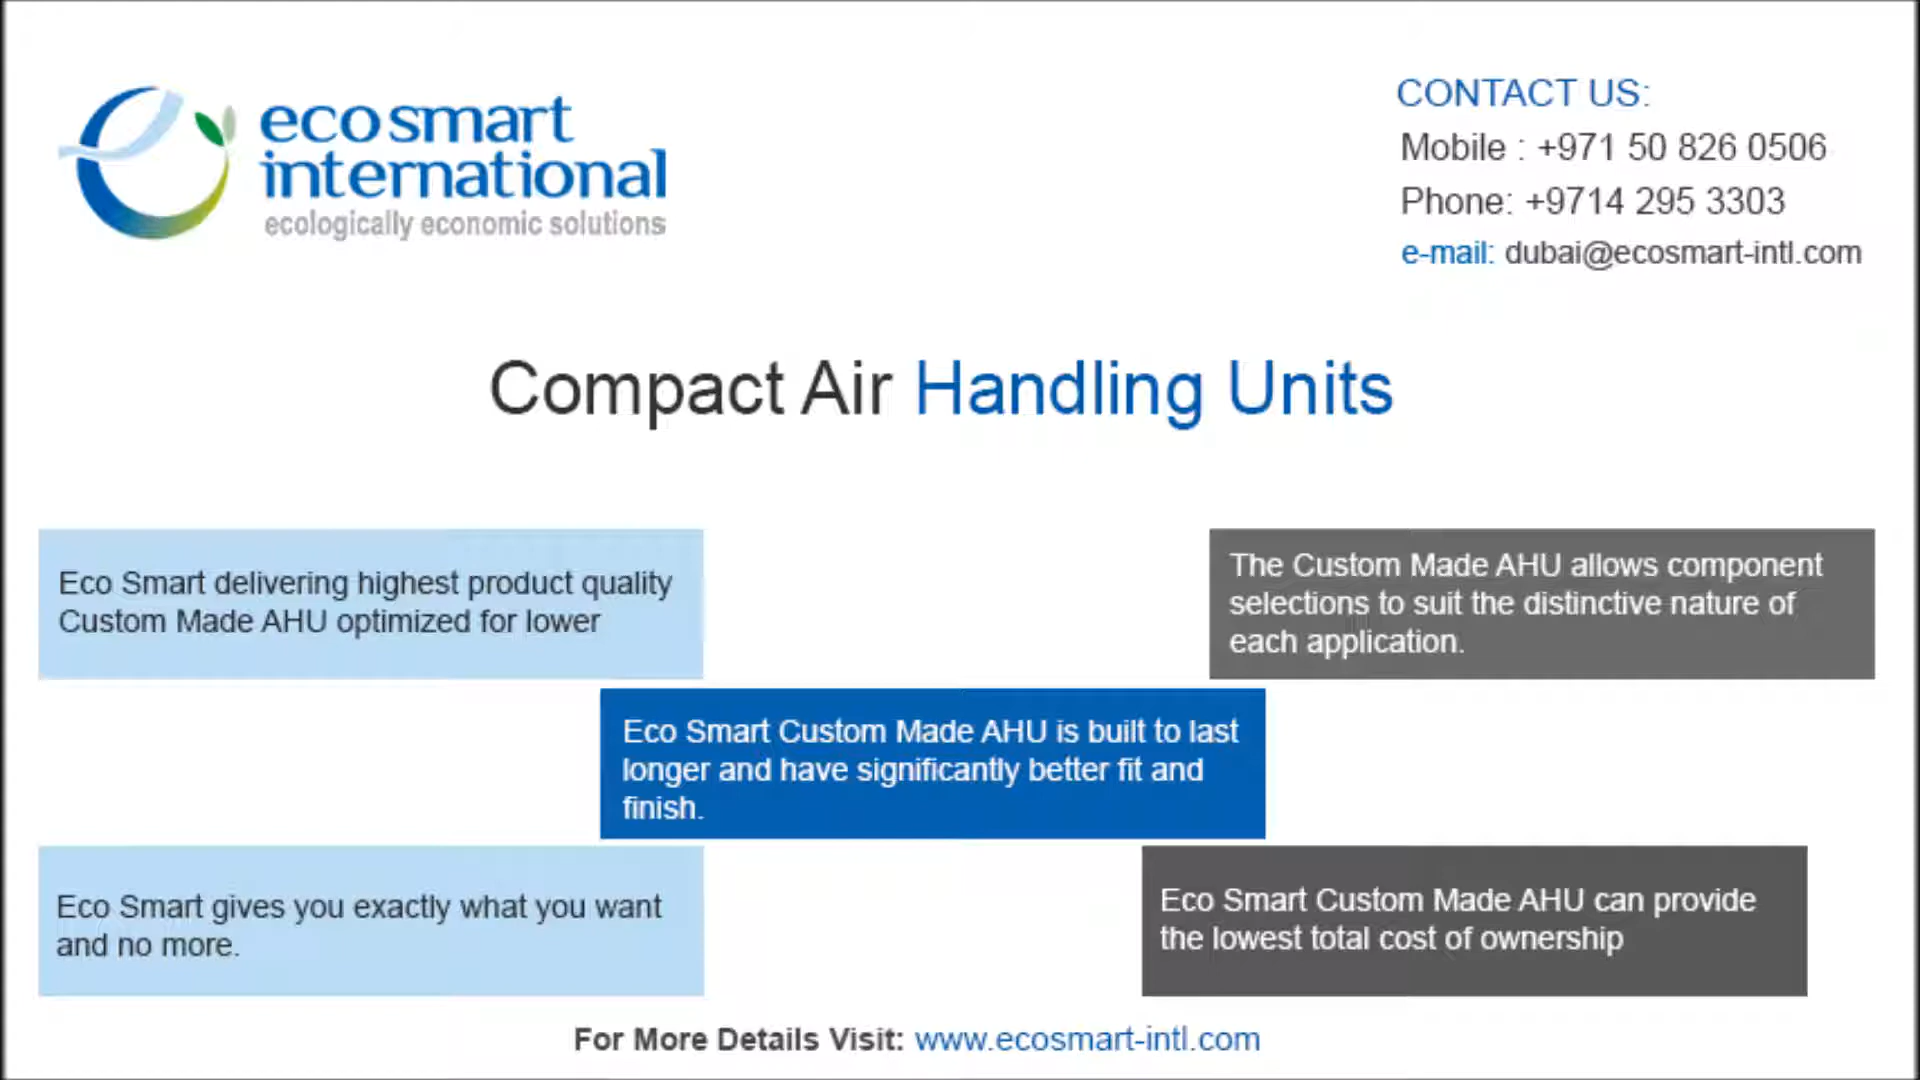 eco smart
international
ecologically economic solutions
CONTACT US:
Mobile : +971 50 826 0506
Phone: +9714 295 3303
e-mail: dubai@ecosmart-intl.com
Compact Air Handling Units
Eco Smart delivering highest product quality
Custom Made AHU optimized for lower
The Custom Made AHU allows component
selections to suit the distinctive nature of
each application.
Eco Smart Custom Made AHU is built to last
longer and have significantly better fit and
finish.
Eco Smart gives you exactly what you want
and no more.
Eco Smart Custom Made AHU can provide
the lowest total cost of ownership
For More Details Visit: www.ecosmart-intl.com